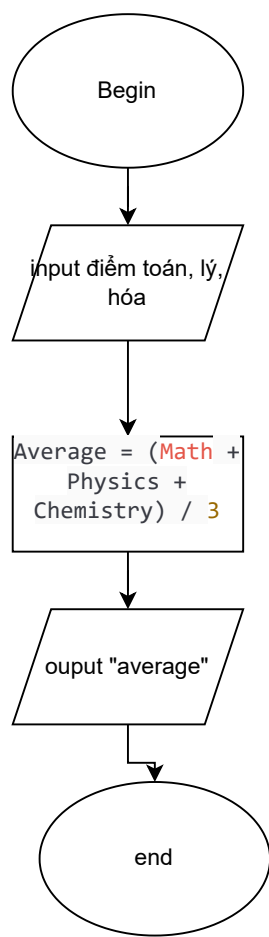 Begin
input điểm toán, lý,
hóa
Average = (Math +
Physics +
Chemistry) / 3
ouput "average"
end